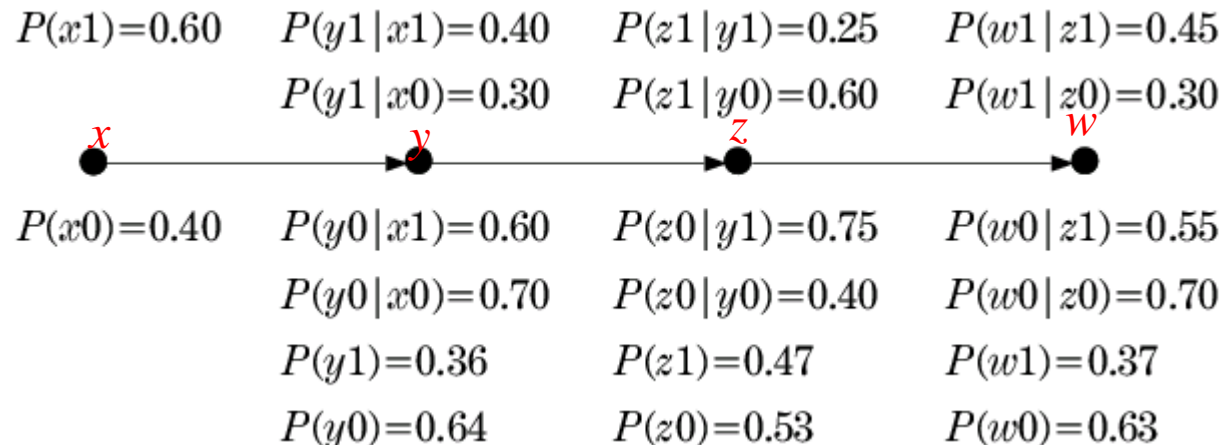 P(x1)=0.60 P(y1|x1)=0.40 P(z1|y1)=0.25 P(w1|z1)=0.45
P(y1|x0)=0.30 P(z1|y0)=0.60 P(w1|z0)=0.30
x y z w
P(x0)=0.40 P(y0|x1)=0.60 P(z0|y1)=0.75 P(w0|z1)=0.55
P(y0|x0)=0.70 P(z0|y0)=0.40 P(w0|z0)=0.70
P(y1)=0.36 P(z1)=0.47 P(w1)=0.37
P(y0)=0.64 P(z0)=0.53 P(w0)=0.63